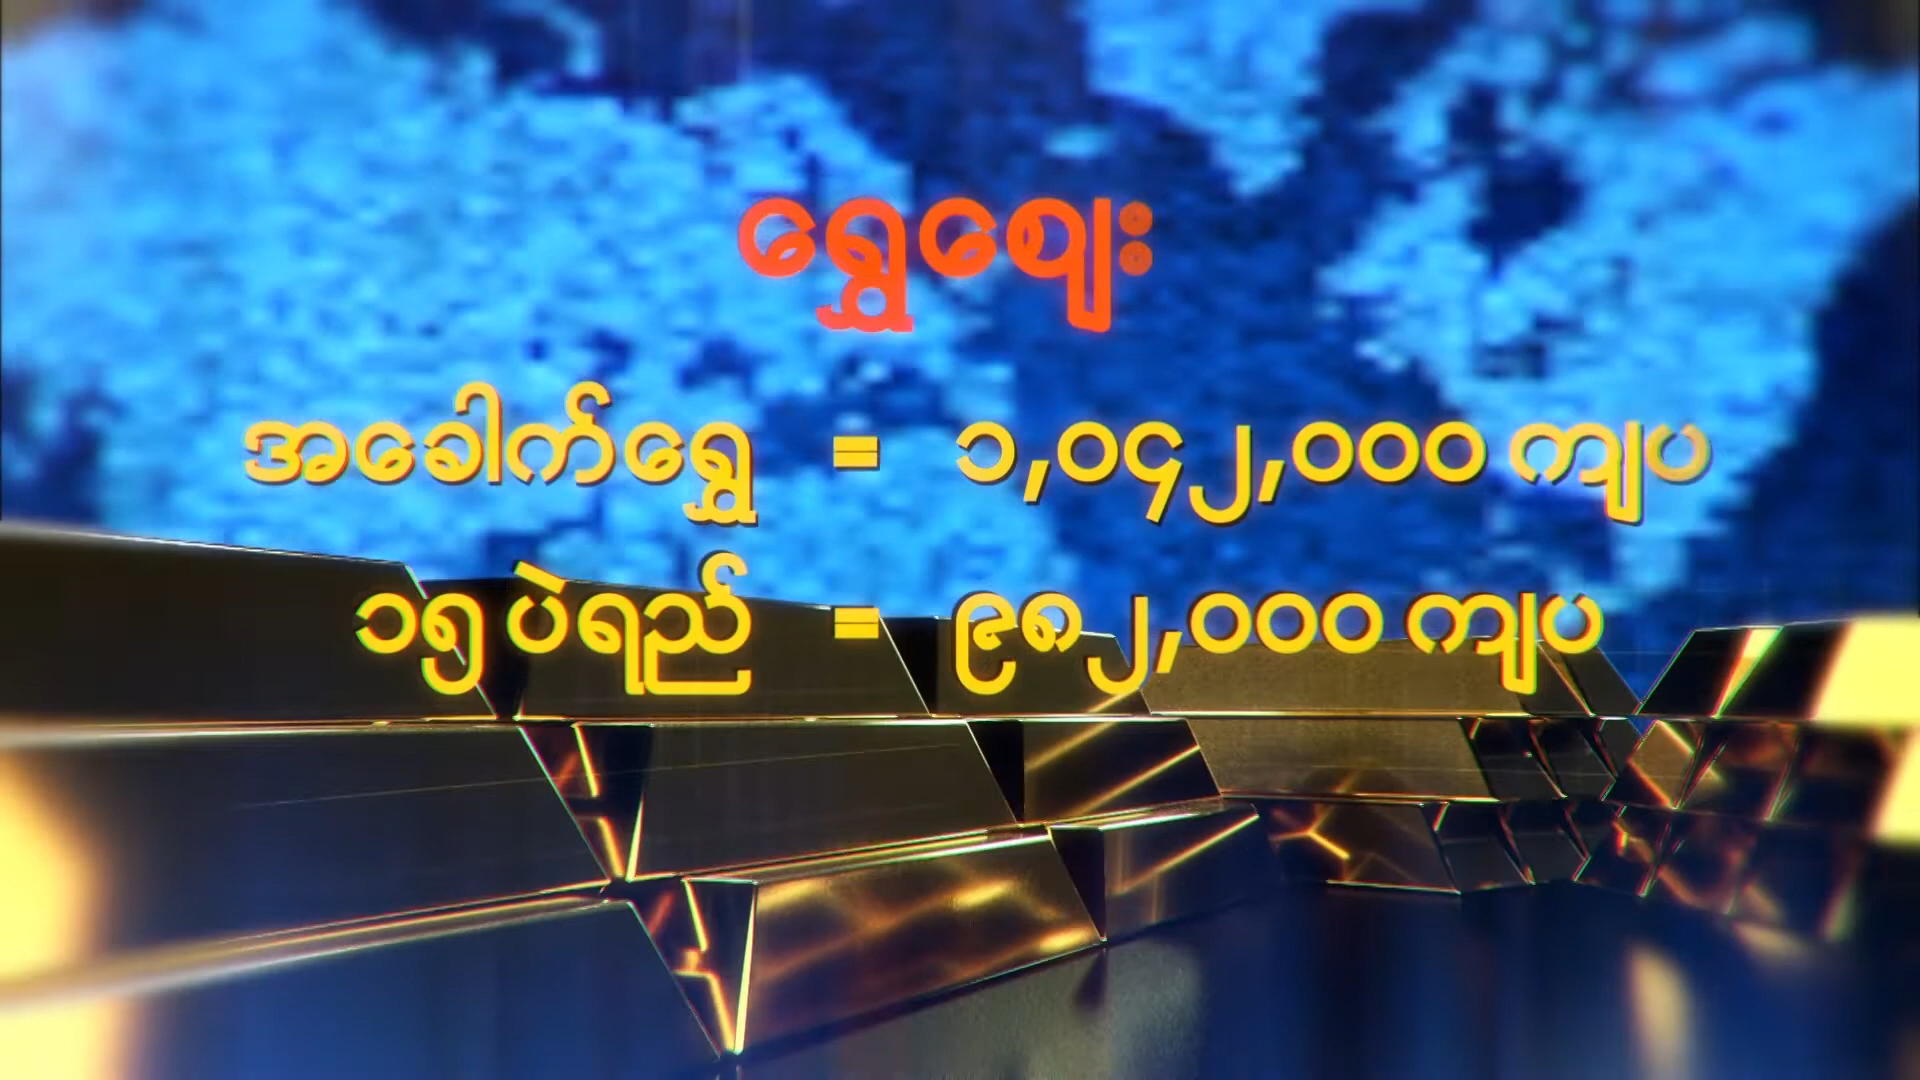 ရွှေဈေး
အခေါက်ရွှေ = ၁,၀၄၂,၀၀၀ ကျပ
၁၅ ပဲရည် = ၉၈၂,၀၀၀ ကျပ